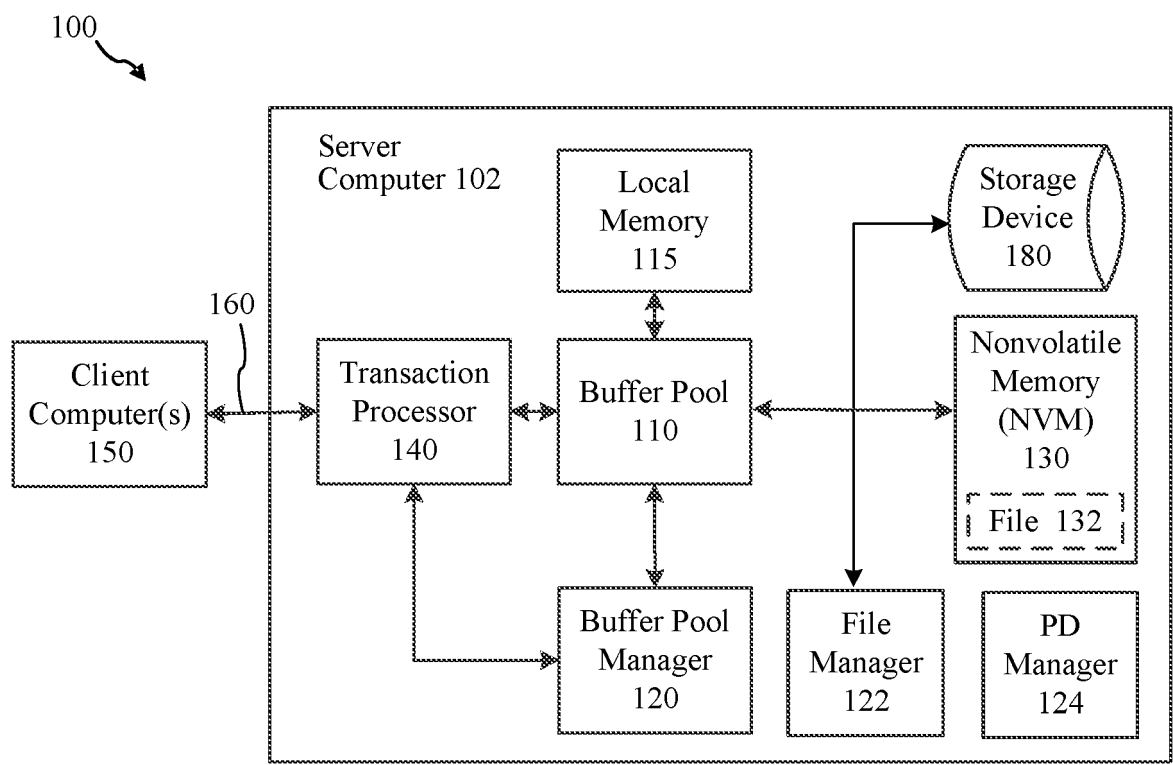 100
Server
Computer 102
Local
Memory
115
Storage
Device
180
160
Client
Computer(s)
150
Transaction
Processor
140
Buffer Pool
110
Nonvolatile
Memory
(NVM)
130
File 132
Buffer Pool
Manager
120
File
Manager
122
PD
Manager
124